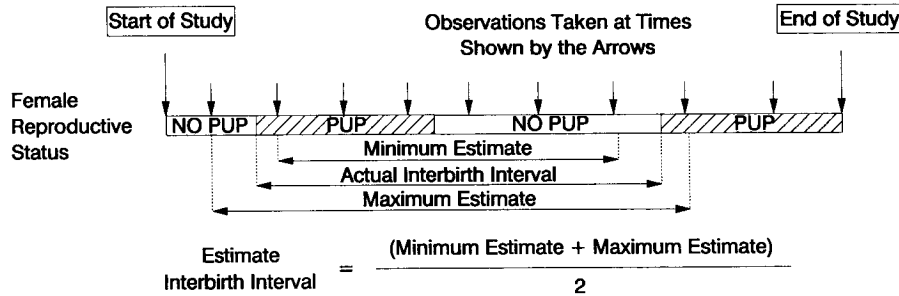 Start of Study
Observations Taken at Times
Shown by the Arrows
End of Study
Female
Reproductive
Status
NO PUP
PUP
NO PUP
PUP
Minimum Estimate
Actual Interbirth Interval
Maximum Estimate
Estimate
Interbirth Interval
=
(Minimum Estimate + Maximum Estimate)
2